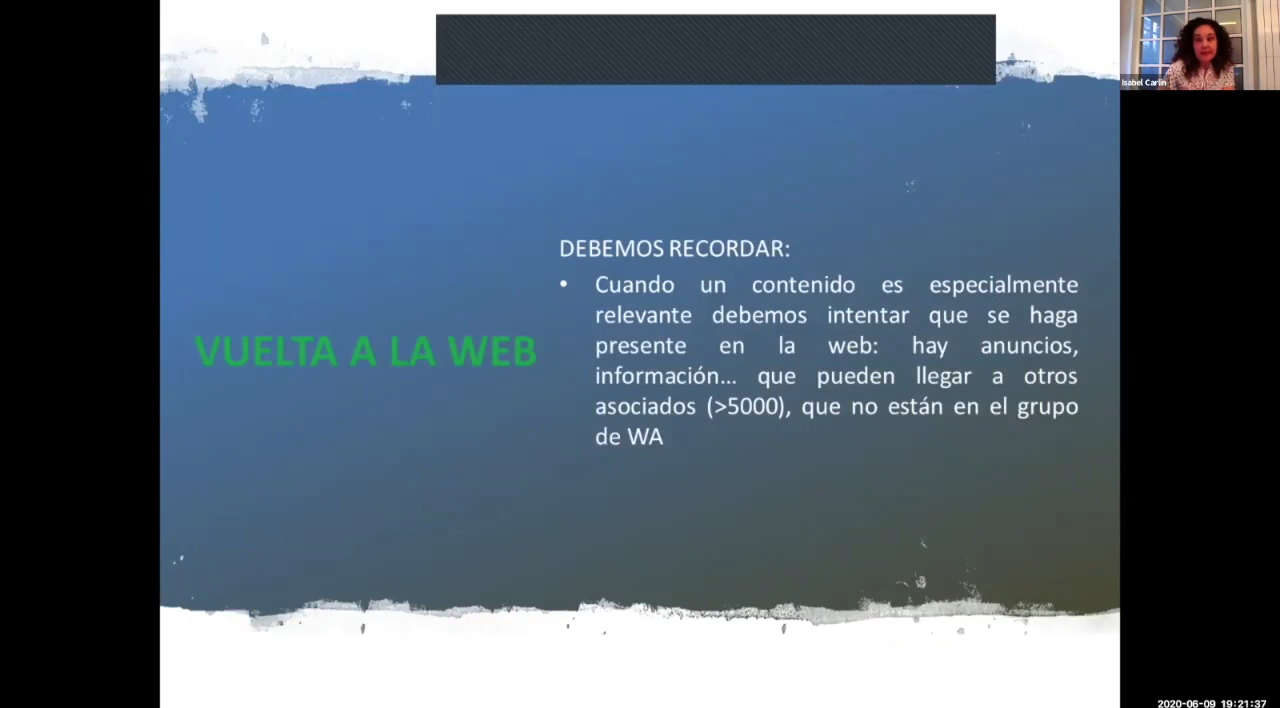 Isabel Carin
DEBEMOS RECORDAR:
• Cuando un contenido es especialmente
relevante debemos intentar que se haga
presente en la web: hay anuncios,
información... que pueden llegar a otros
asociados (>5000), que no están en el grupo
de WA
VUELTA A LA WEB
2020-06-09 19:21:37